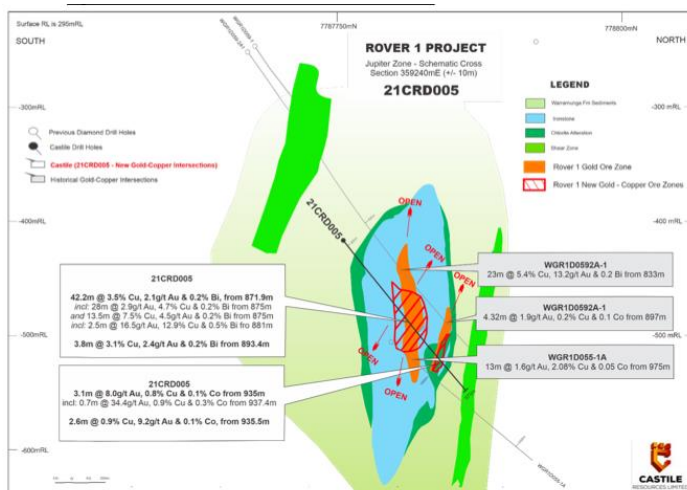 Surface RL is 295mRL
7787750mN
7788000mN
SOUTH
NORTH
ROVER 1 PROJECT
Jupiter Zone - Schematic Cross
Section 359240mE (+/- 10m)
21CRD005
LEGEND
Warramunga Fm Sediments
Ironstone
Chlorite Alteration
Shear Zone
Rover 1 Gold Ore Zone
Rover 1 New Gold - Copper Ore Zones
-300mRL
-300 mRL
Previous Diamond Drill Holes
Castile Drill Holes
Castile (21CRD005 - New Gold-Copper Intersections)
Historical Gold-Copper Intersections
-400mRL
-400 mRL
21CRD005
OPEN
OPEN
OPEN
OPEN
OPEN
WGR1D0592A-1
23m @ 5.4% Cu, 13.2g/t Au & 0.2 Bi from 833m
21CRD005
42.2m @ 3.5% Cu, 2.1g/t Au & 0.2% Bi, from 871.9m
incl: 28m @ 2.9g/t Au, 4.7% Cu & 0.2% Bi from 875m
and 13.5m @ 7.5% Cu, 4.5g/t Au & 0.2% Bi from 875m
incl: 2.5m @ 16.5g/t Au, 12.9% Cu & 0.5% Bi fro 881m
3.8m @ 3.1% Cu, 2.4g/t Au & 0.2% Bi from 893.4m
WGR1D0592A-1
4.32m @ 1.9g/t Au, 0.2% Cu & 0.1 Co from 897m
-500mRL
-500 mRL
WGR1D055-1A
13m @ 1.6g/t Au, 2.08% Cu & 0.05 Co from 975m
21CRD005
3.1m @ 8.0g/t Au, 0.8% Cu & 0.1% Co from 935m
incl: 0.7m @ 34.4g/t Au, 0.9% Cu & 0.3% Co from 937.4m
2.6m @ 0.9% Cu, 9.2g/t Au & 0.1% Co, from 935.5m
-600mRL
WGR1D055-1A
CASTILE
RESOURCES LIMITED